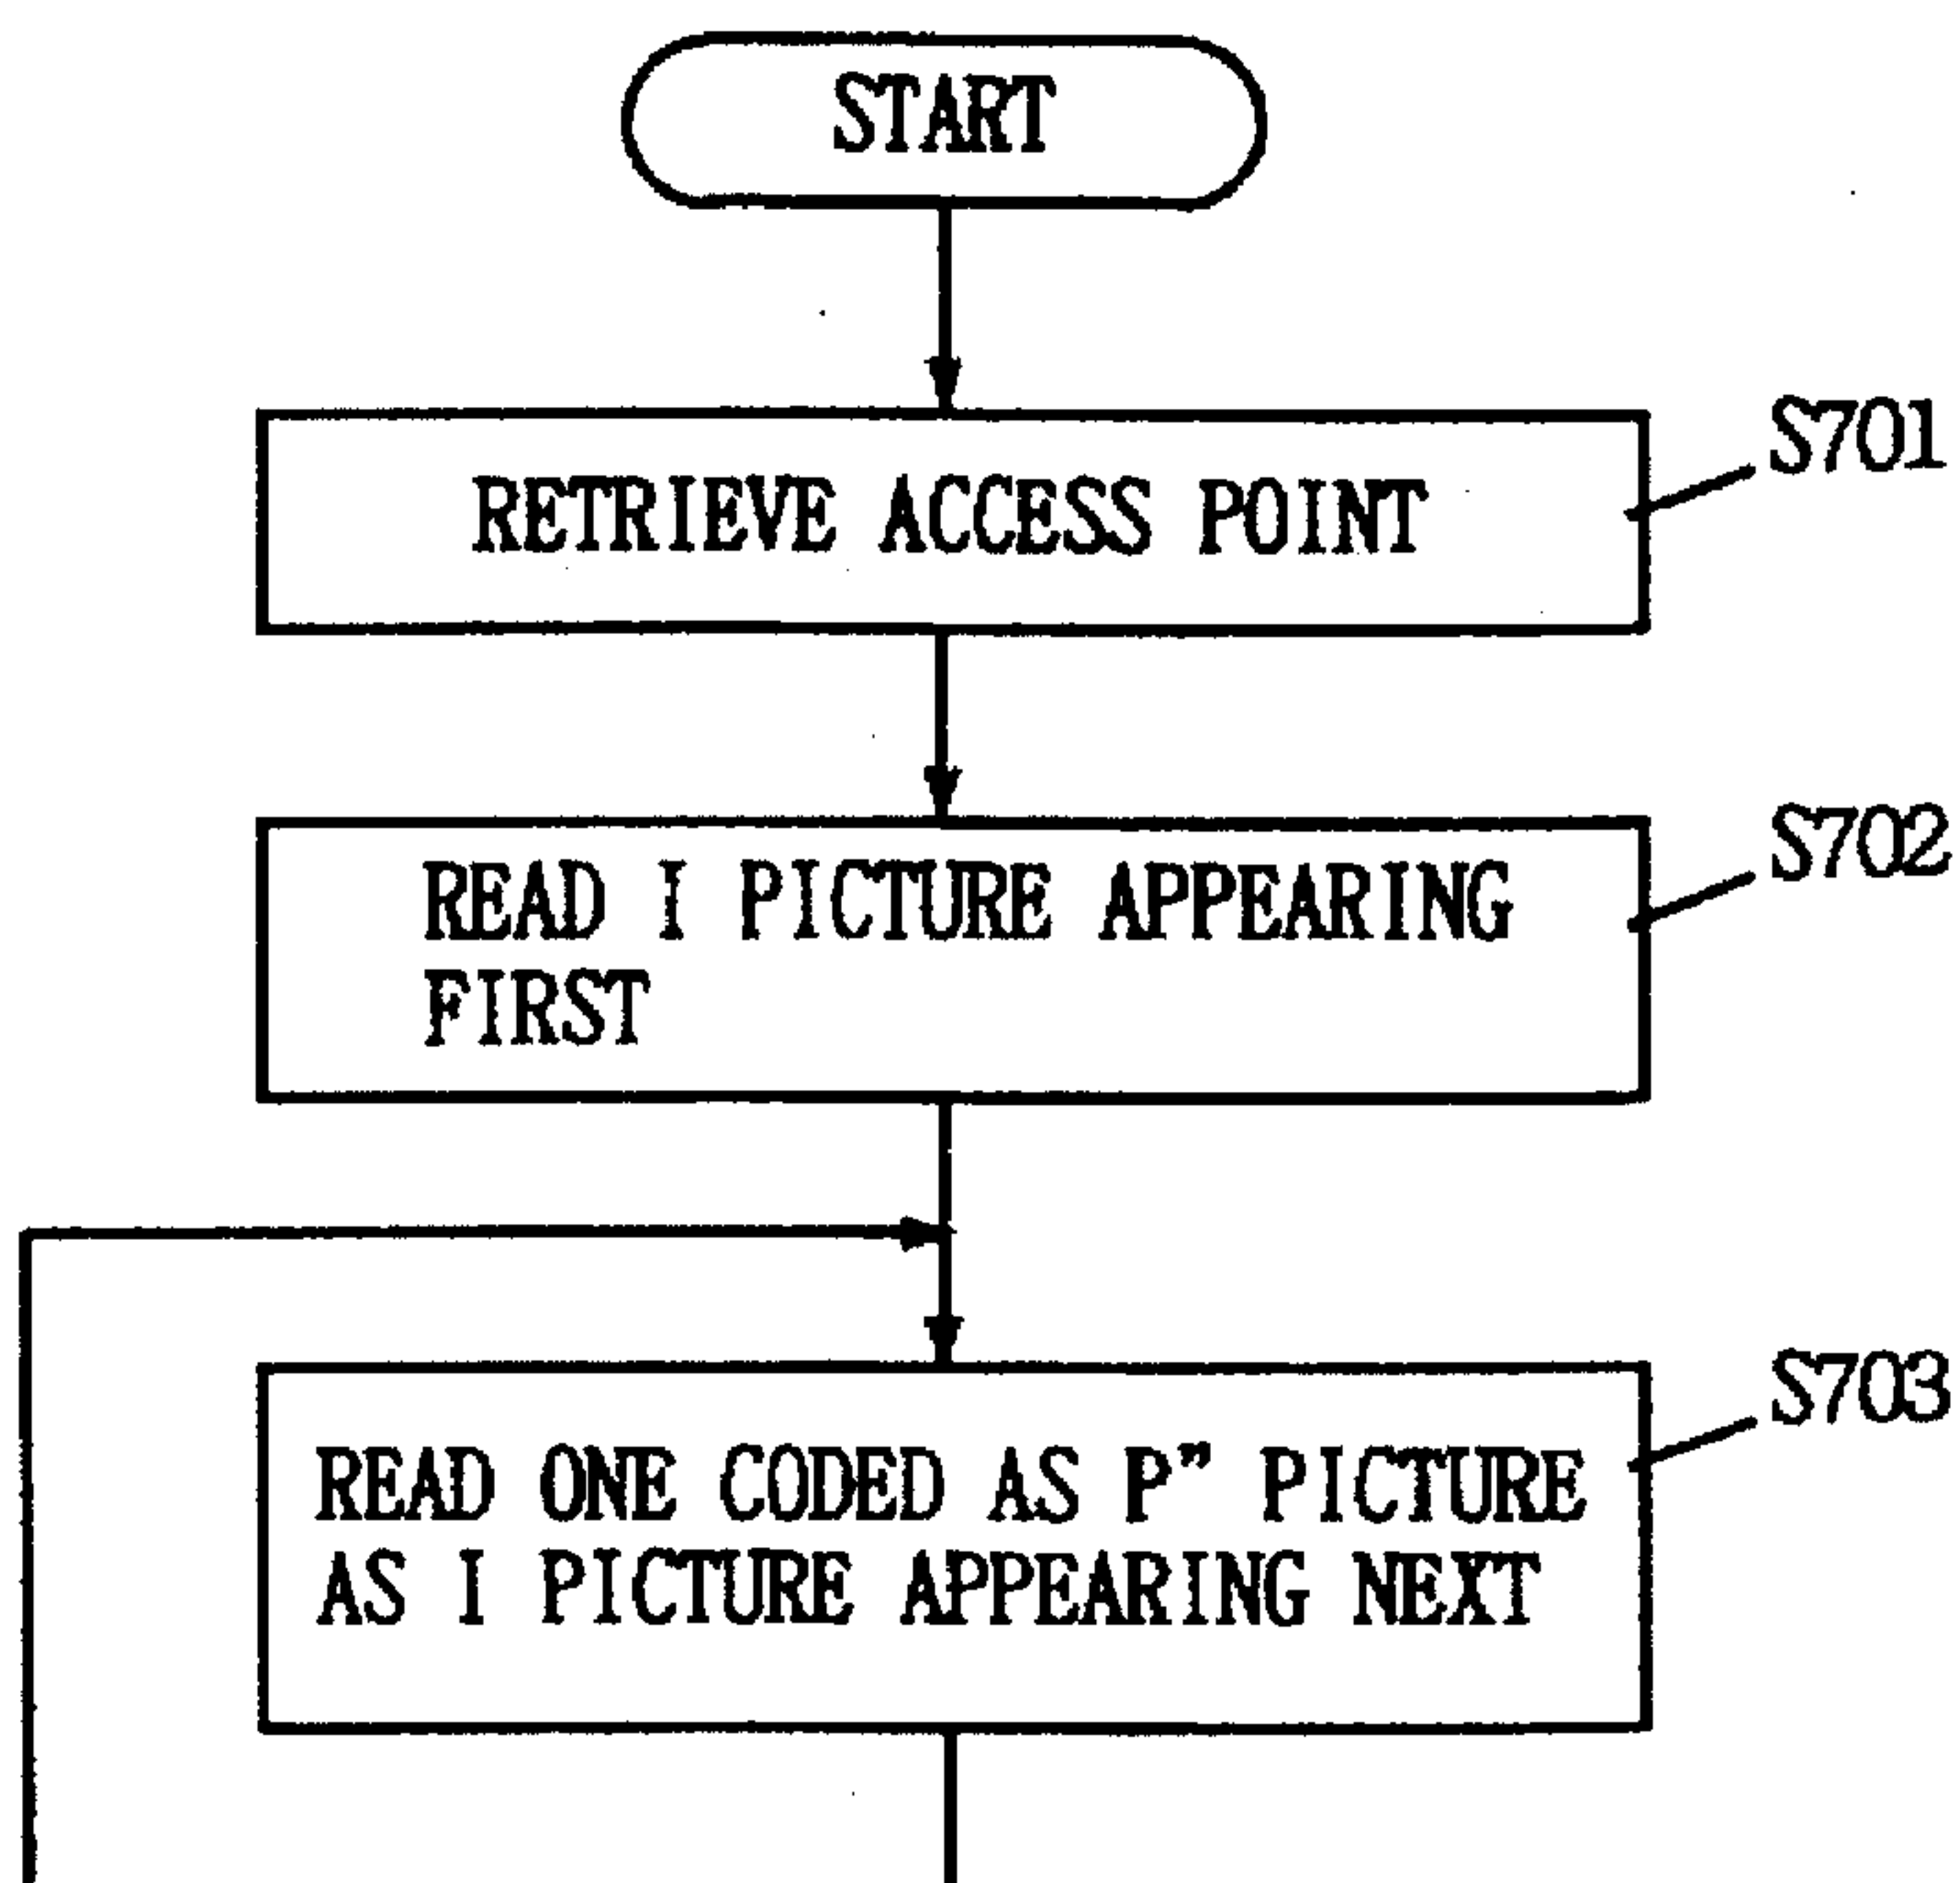 START
RETRIEVE ACCESS POINT
S701
READ I PICTURE APPEARING
FIRST
S702
READ ONE CODED AS P" PICTURE
AS I PICTURE APPEARING NEXT
S703